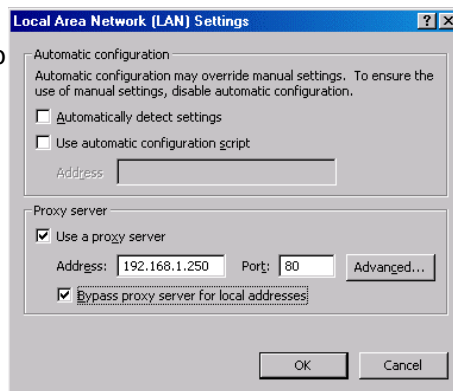 Local Area Network (LAN) Settings
Automatic configuration
Automatic configuration may override manual settings. To ensure the
use of manual settings, disable automatic configuration.
Automatically detect settings
Use automatic configuration script
Address
Proxy server
Use a proxy server
Address: 192.168.1.250 Port: 80 Advanced...
Bypass proxy server for local addresses
OK Cancel